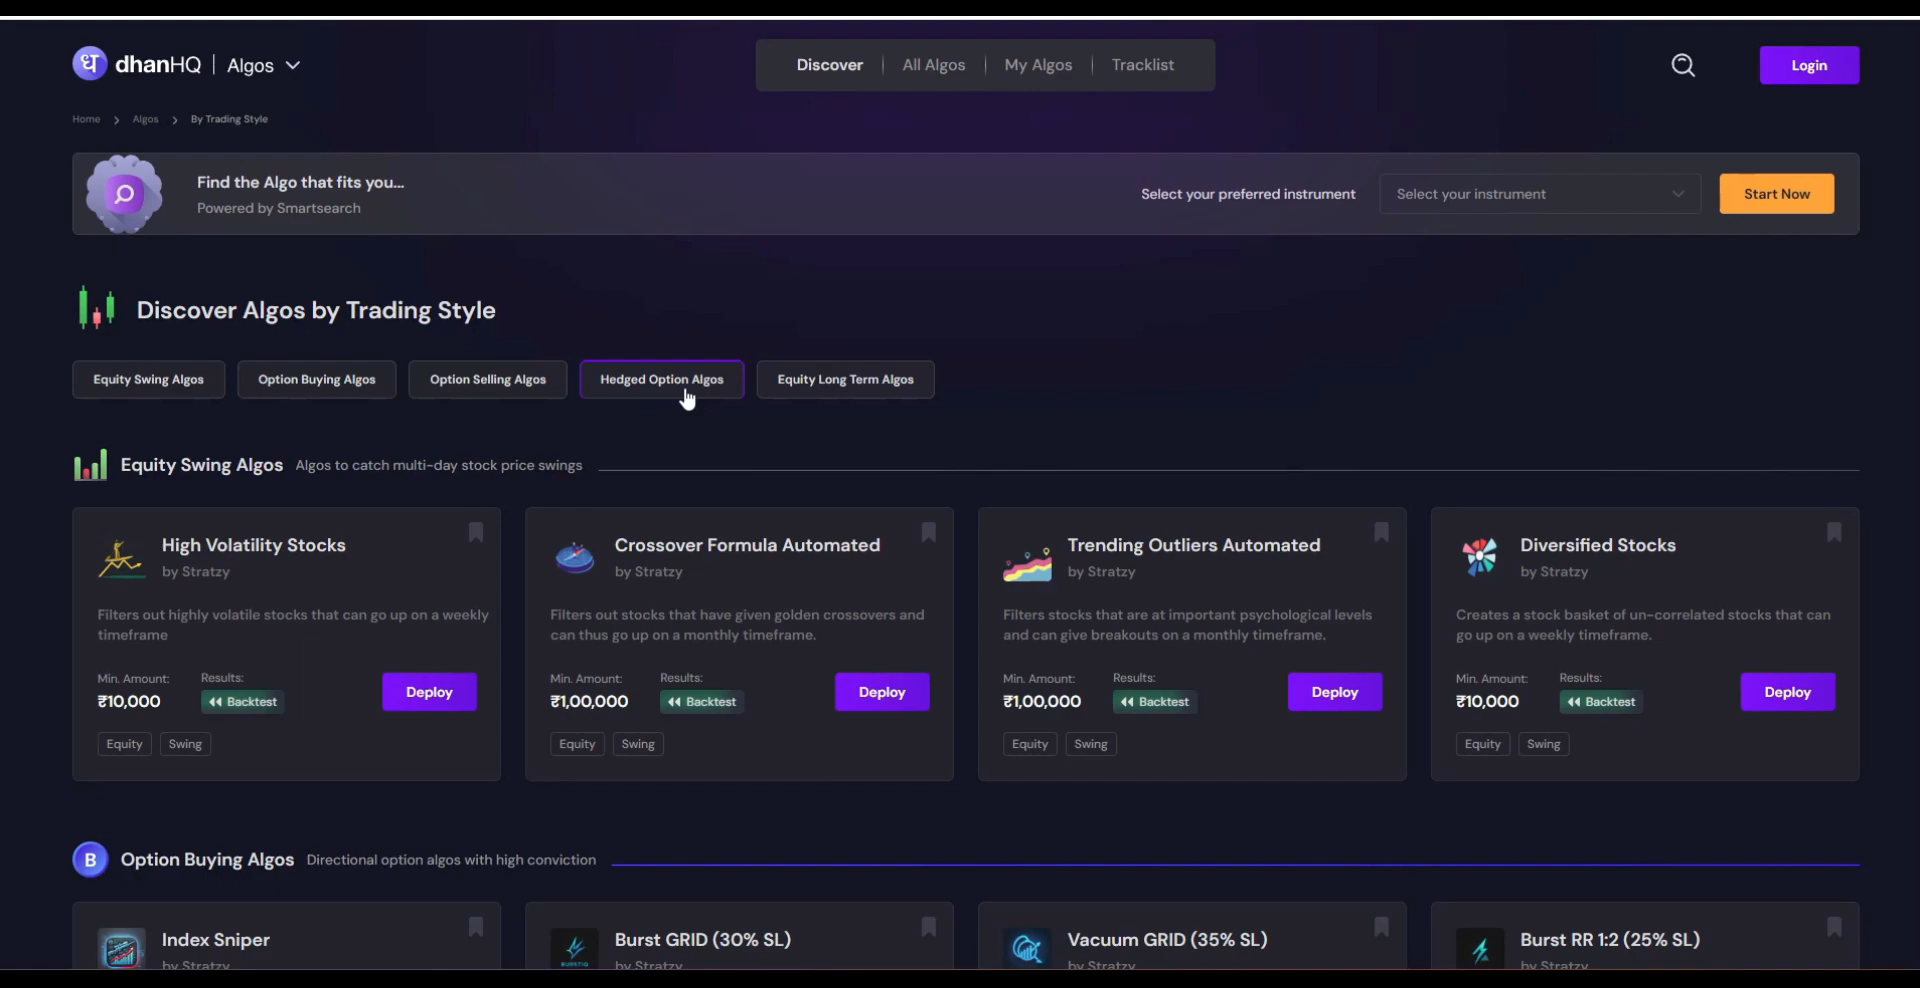 ध dhanHQ | Algos
Discover | All Algos | My Algos | Tracklist
Login
Home > Algos > By Trading Style
Find the Algo that fits you...
Powered by Smartsearch
Select your preferred instrument
Select your instrument
Start Now
Discover Algos by Trading Style
Equity Swing Algos
Option Buying Algos
Option Selling Algos
Hedged Option Algos
Equity Long Term Algos
Equity Swing Algos Algos to catch multi-day stock price swings
High Volatility Stocks
by Stratzy
Filters out highly volatile stocks that can go up on a weekly
timeframe
Min. Amount: Results:
₹10,000 Backtest
Deploy
Equity Swing
Crossover Formula Automated
by Stratzy
Filters out stocks that have given golden crossovers and
can thus go up on a monthly timeframe.
Min. Amount: Results:
₹1,00,000 Backtest
Deploy
Equity Swing
Trending Outliers Automated
by Stratzy
Filters stocks that are at important psychological levels
and can give breakouts on a monthly timeframe.
Min. Amount: Results:
₹1,00,000 Backtest
Deploy
Equity Swing
Diversified Stocks
by Stratzy
Creates a stock basket of un-correlated stocks that can
go up on a weekly timeframe.
Min. Amount: Results:
₹10,000 Backtest
Deploy
Equity Swing
B Option Buying Algos Directional option algos with high conviction
Index Sniper
by Stratzy
Burst GRID (30% SL)
by Stratzy
Vacuum GRID (35% SL)
by Stratzy
Burst RR 1:2 (25% SL)
by Stratzy